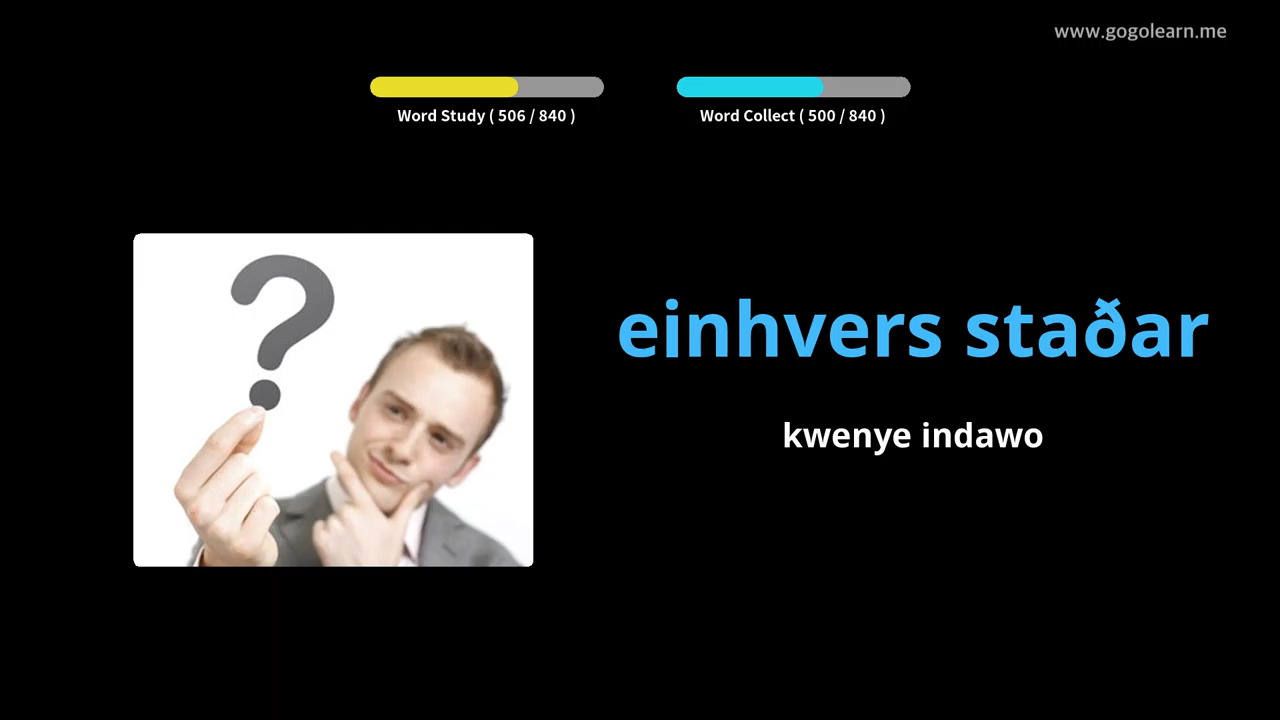 www.gogolearn.me
Word Study ( 506 / 840 )
Word Collect ( 500 / 840 )
einhvers staðar
kwenye indawo